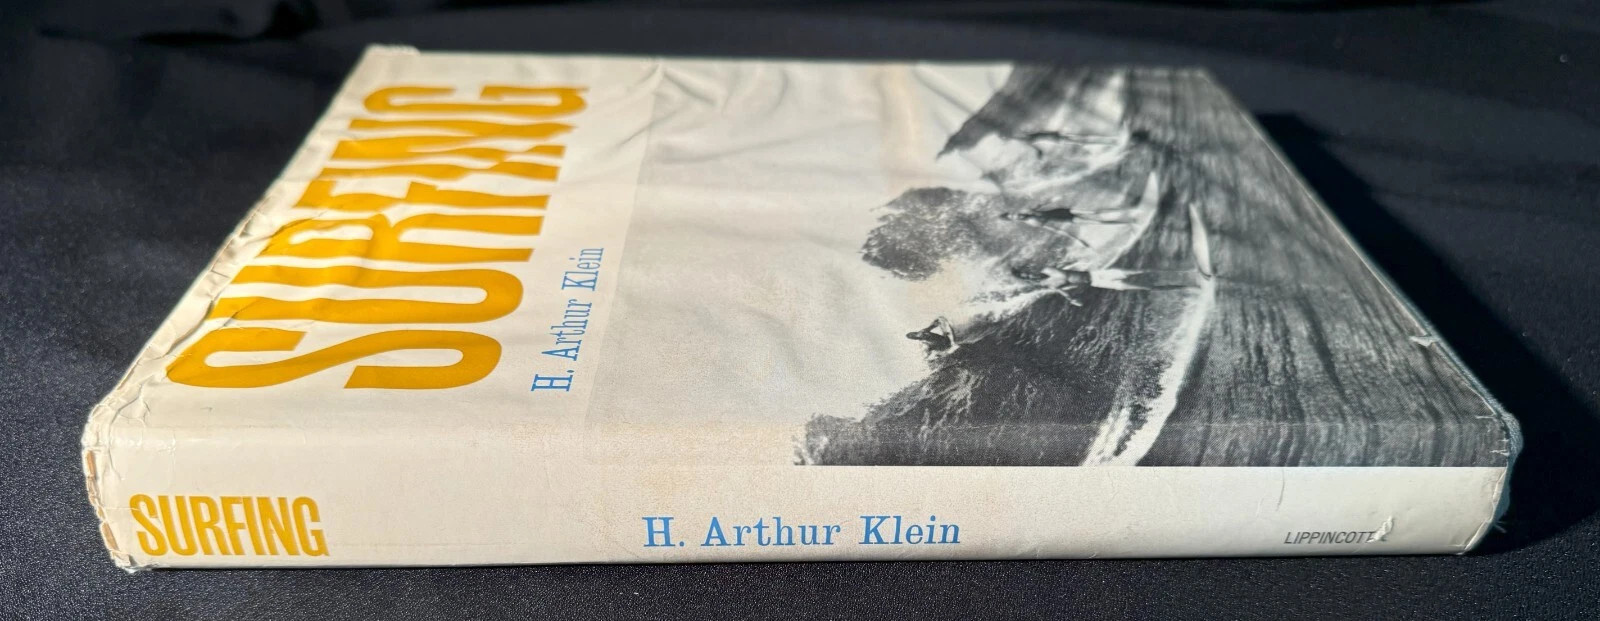 SURFING
H. Arthur Klein
SURFING
H. Arthur Klein
LIPPINCOTT